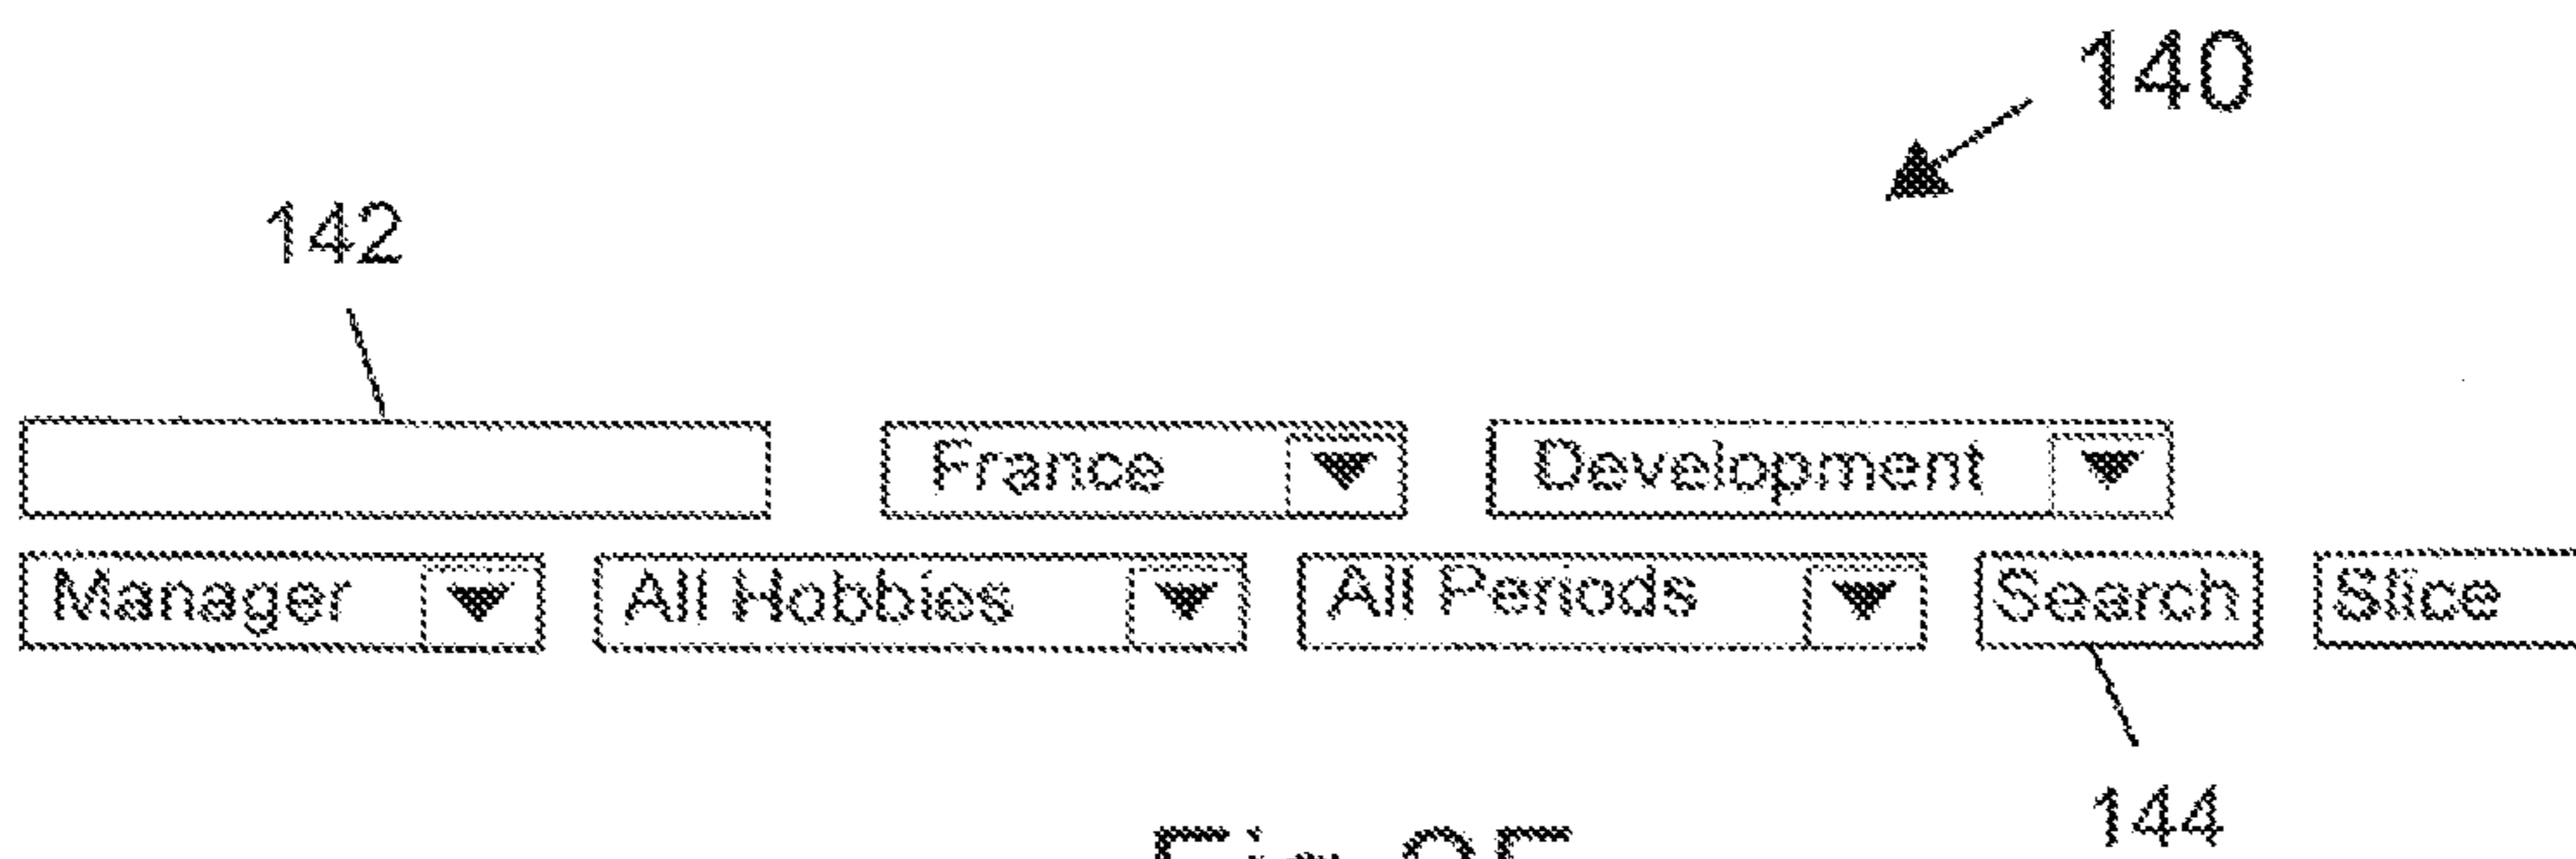 140
142
France Development
Manager All Hobbies All Periods Search Slice
144